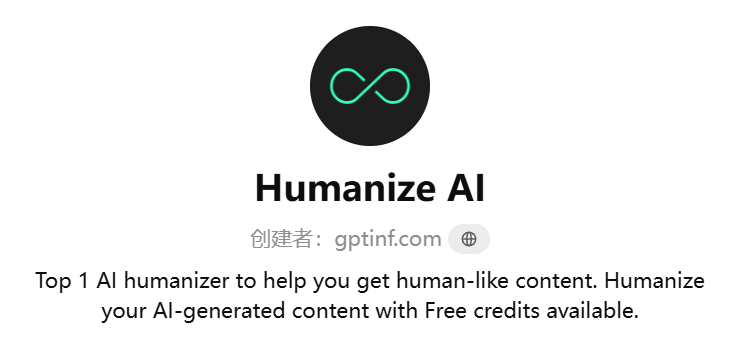 Humanize AI
创建者：gptinf.com
Top 1 AI humanizer to help you get human-like content. Humanize
your AI-generated content with Free credits available.